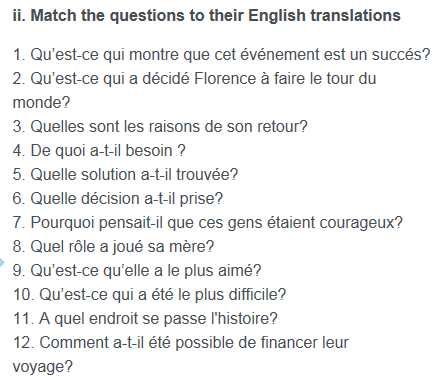 ii. Match the questions to their English translations
1. Qu’est-ce qui montre que cet événement est un succés?
2. Qu’est-ce qui a décidé Florence à faire le tour du
monde?
3. Quelles sont les raisons de son retour?
4. De quoi a-t-il besoin ?
5. Quelle solution a-t-il trouvée?
6. Quelle décision a-t-il prise?
7. Pourquoi pensait-il que ces gens étaient courageux?
8. Quel rôle a joué sa mère?
9. Qu’est-ce qu’elle a le plus aimé?
10. Qu’est-ce qui a été le plus difficile?
11. A quel endroit se passe l'histoire?
12. Comment a-t-il été possible de financer leur
voyage?